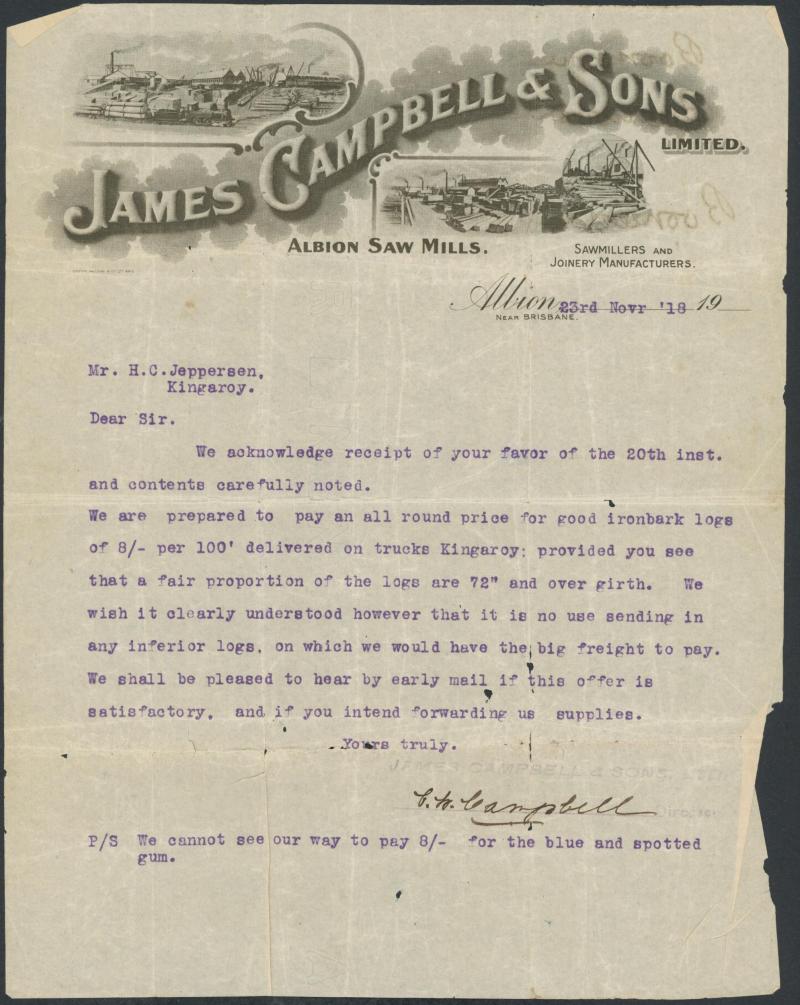 JAMES CAMPBELL & SONS
LIMITED.
ALBION SAW MILLS.
SAWMILLERS AND
JOINERY MANUFACTURERS.
Albion, 23rd Novr '18 19
NEAR BRISBANE.
Mr. H.C.Jeppersen,
Kingaroy.
Dear Sir.
We acknowledge receipt of your favor of the 20th inst.
and contents carefully noted.
We are prepared to pay an all round price for good ironbark logs
of 8/- per 100' delivered on trucks Kingaroy; provided you see
that a fair proportion of the logs are 72" and over girth. We
wish it clearly understood however that it is no use sending in
any inferior logs, on which we would have the big freight to pay.
We shall be pleased to hear by early mail if this offer is
satisfactory, and if you intend forwarding us supplies.
Yours truly.
JAMES CAMPBELL & SONS, LTD
Director
P/S We cannot see our way to pay 8/- for the blue and spotted
gum.